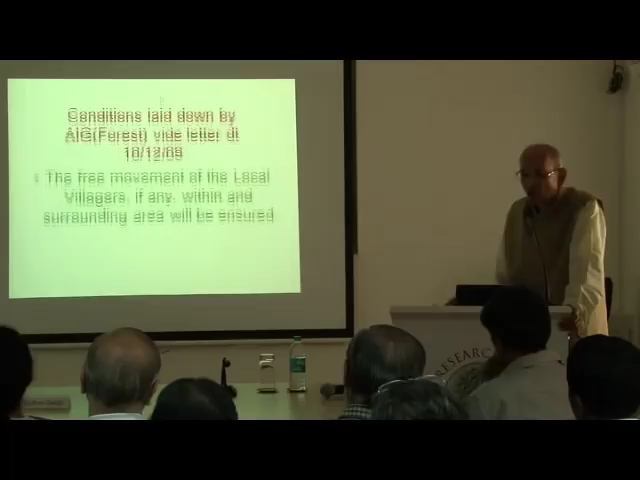 Conditions laid down by
AIG(Forest) vide letter dt
10/12/09
The free movement of the Local
Villagers, if any, within and
surrounding area will be ensured
RESEARC